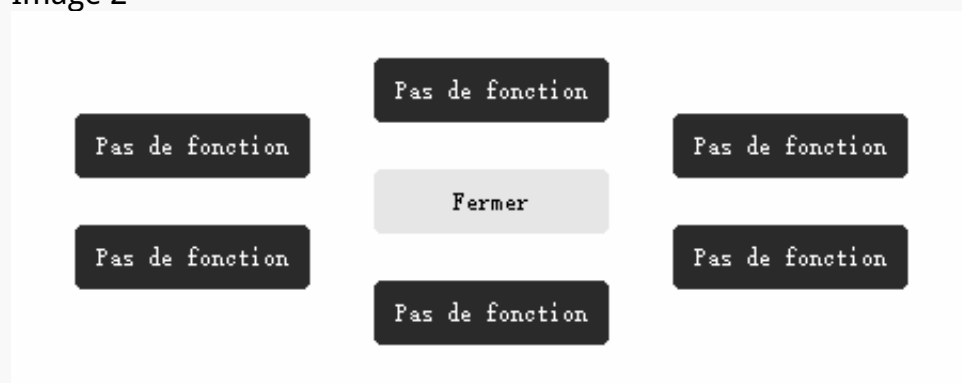 Image 2
Pas de fonction
Pas de fonction
Pas de fonction
Fermer
Pas de fonction
Pas de fonction
Pas de fonction